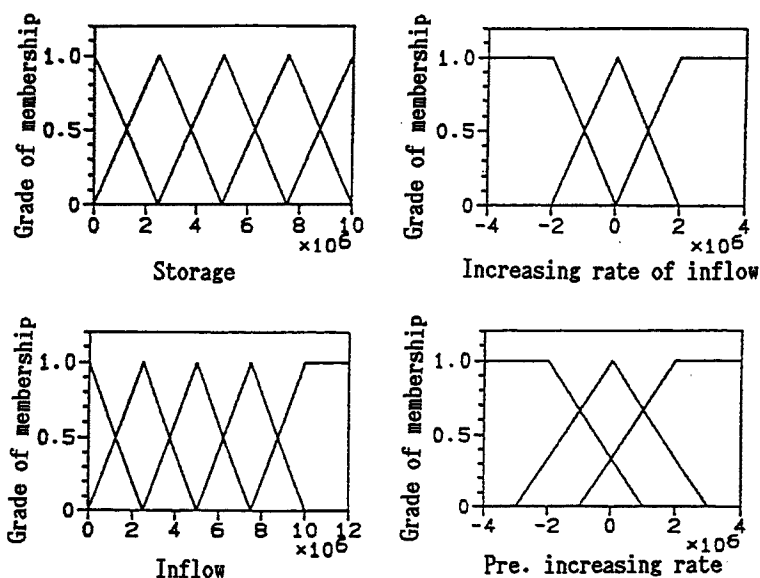 Grade of membership
1.0
0.5
0
0 2 4 6 8 10
×10⁶
Storage
Grade of membership
1.0
0.5
0
-4 -2 0 2 4
×10⁶
Increasing rate of inflow
Grade of membership
1.0
0.5
0
0 2 4 6 8 10 12
×10⁶
Inflow
Grade of membership
1.0
0.5
0
-4 -2 0 2 4
×10⁶
Pre. increasing rate